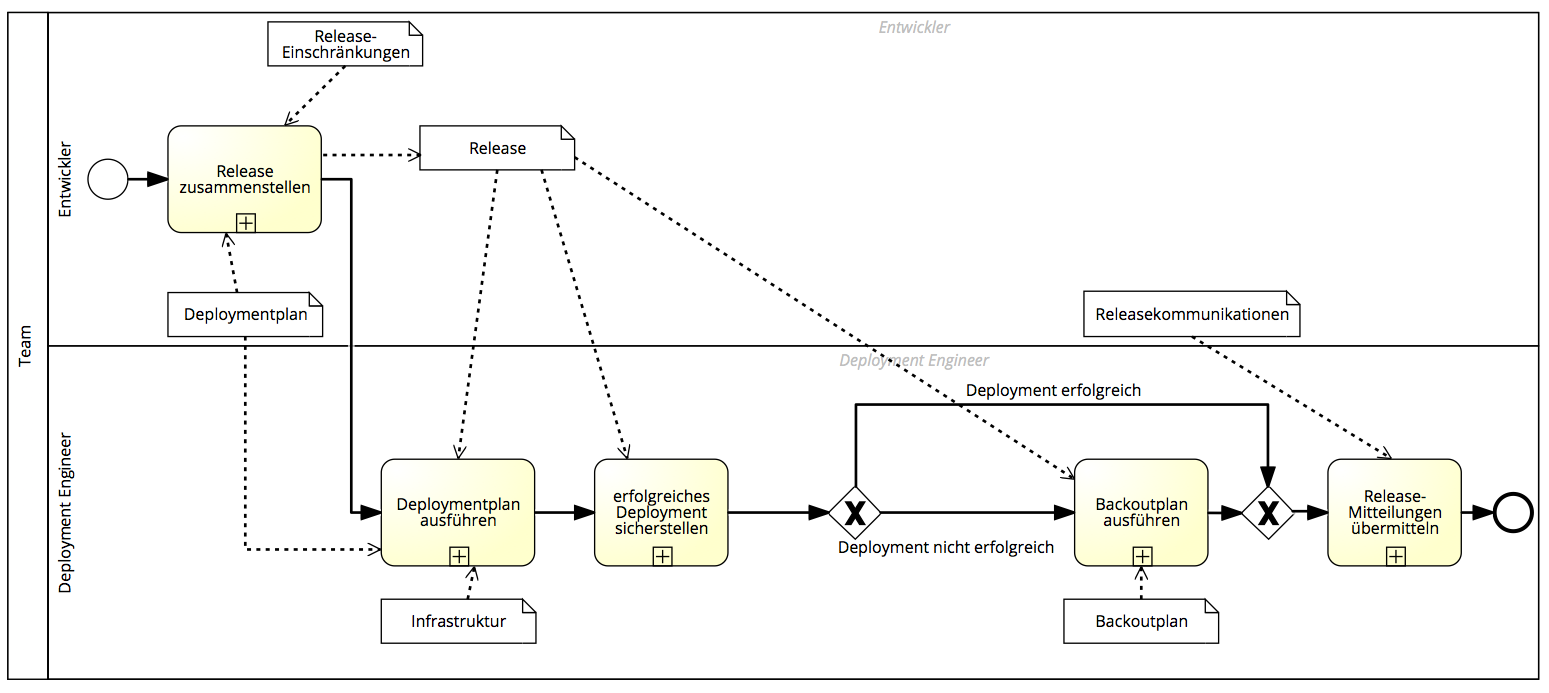 Entwickler
Release-
Einschränkungen
Release
Release
zusammenstellen
Entwickler
Deploymentplan
Releasekommunikationen
Team
Deployment Engineer
Deployment erfolgreich
Deployment Engineer
Deploymentplan
ausführen
erfolgreiches
Deployment
sicherstellen
X
Deployment nicht erfolgreich
Backoutplan
ausführen
X
Release-
Mitteilungen
übermitteln
Infrastruktur
Backoutplan